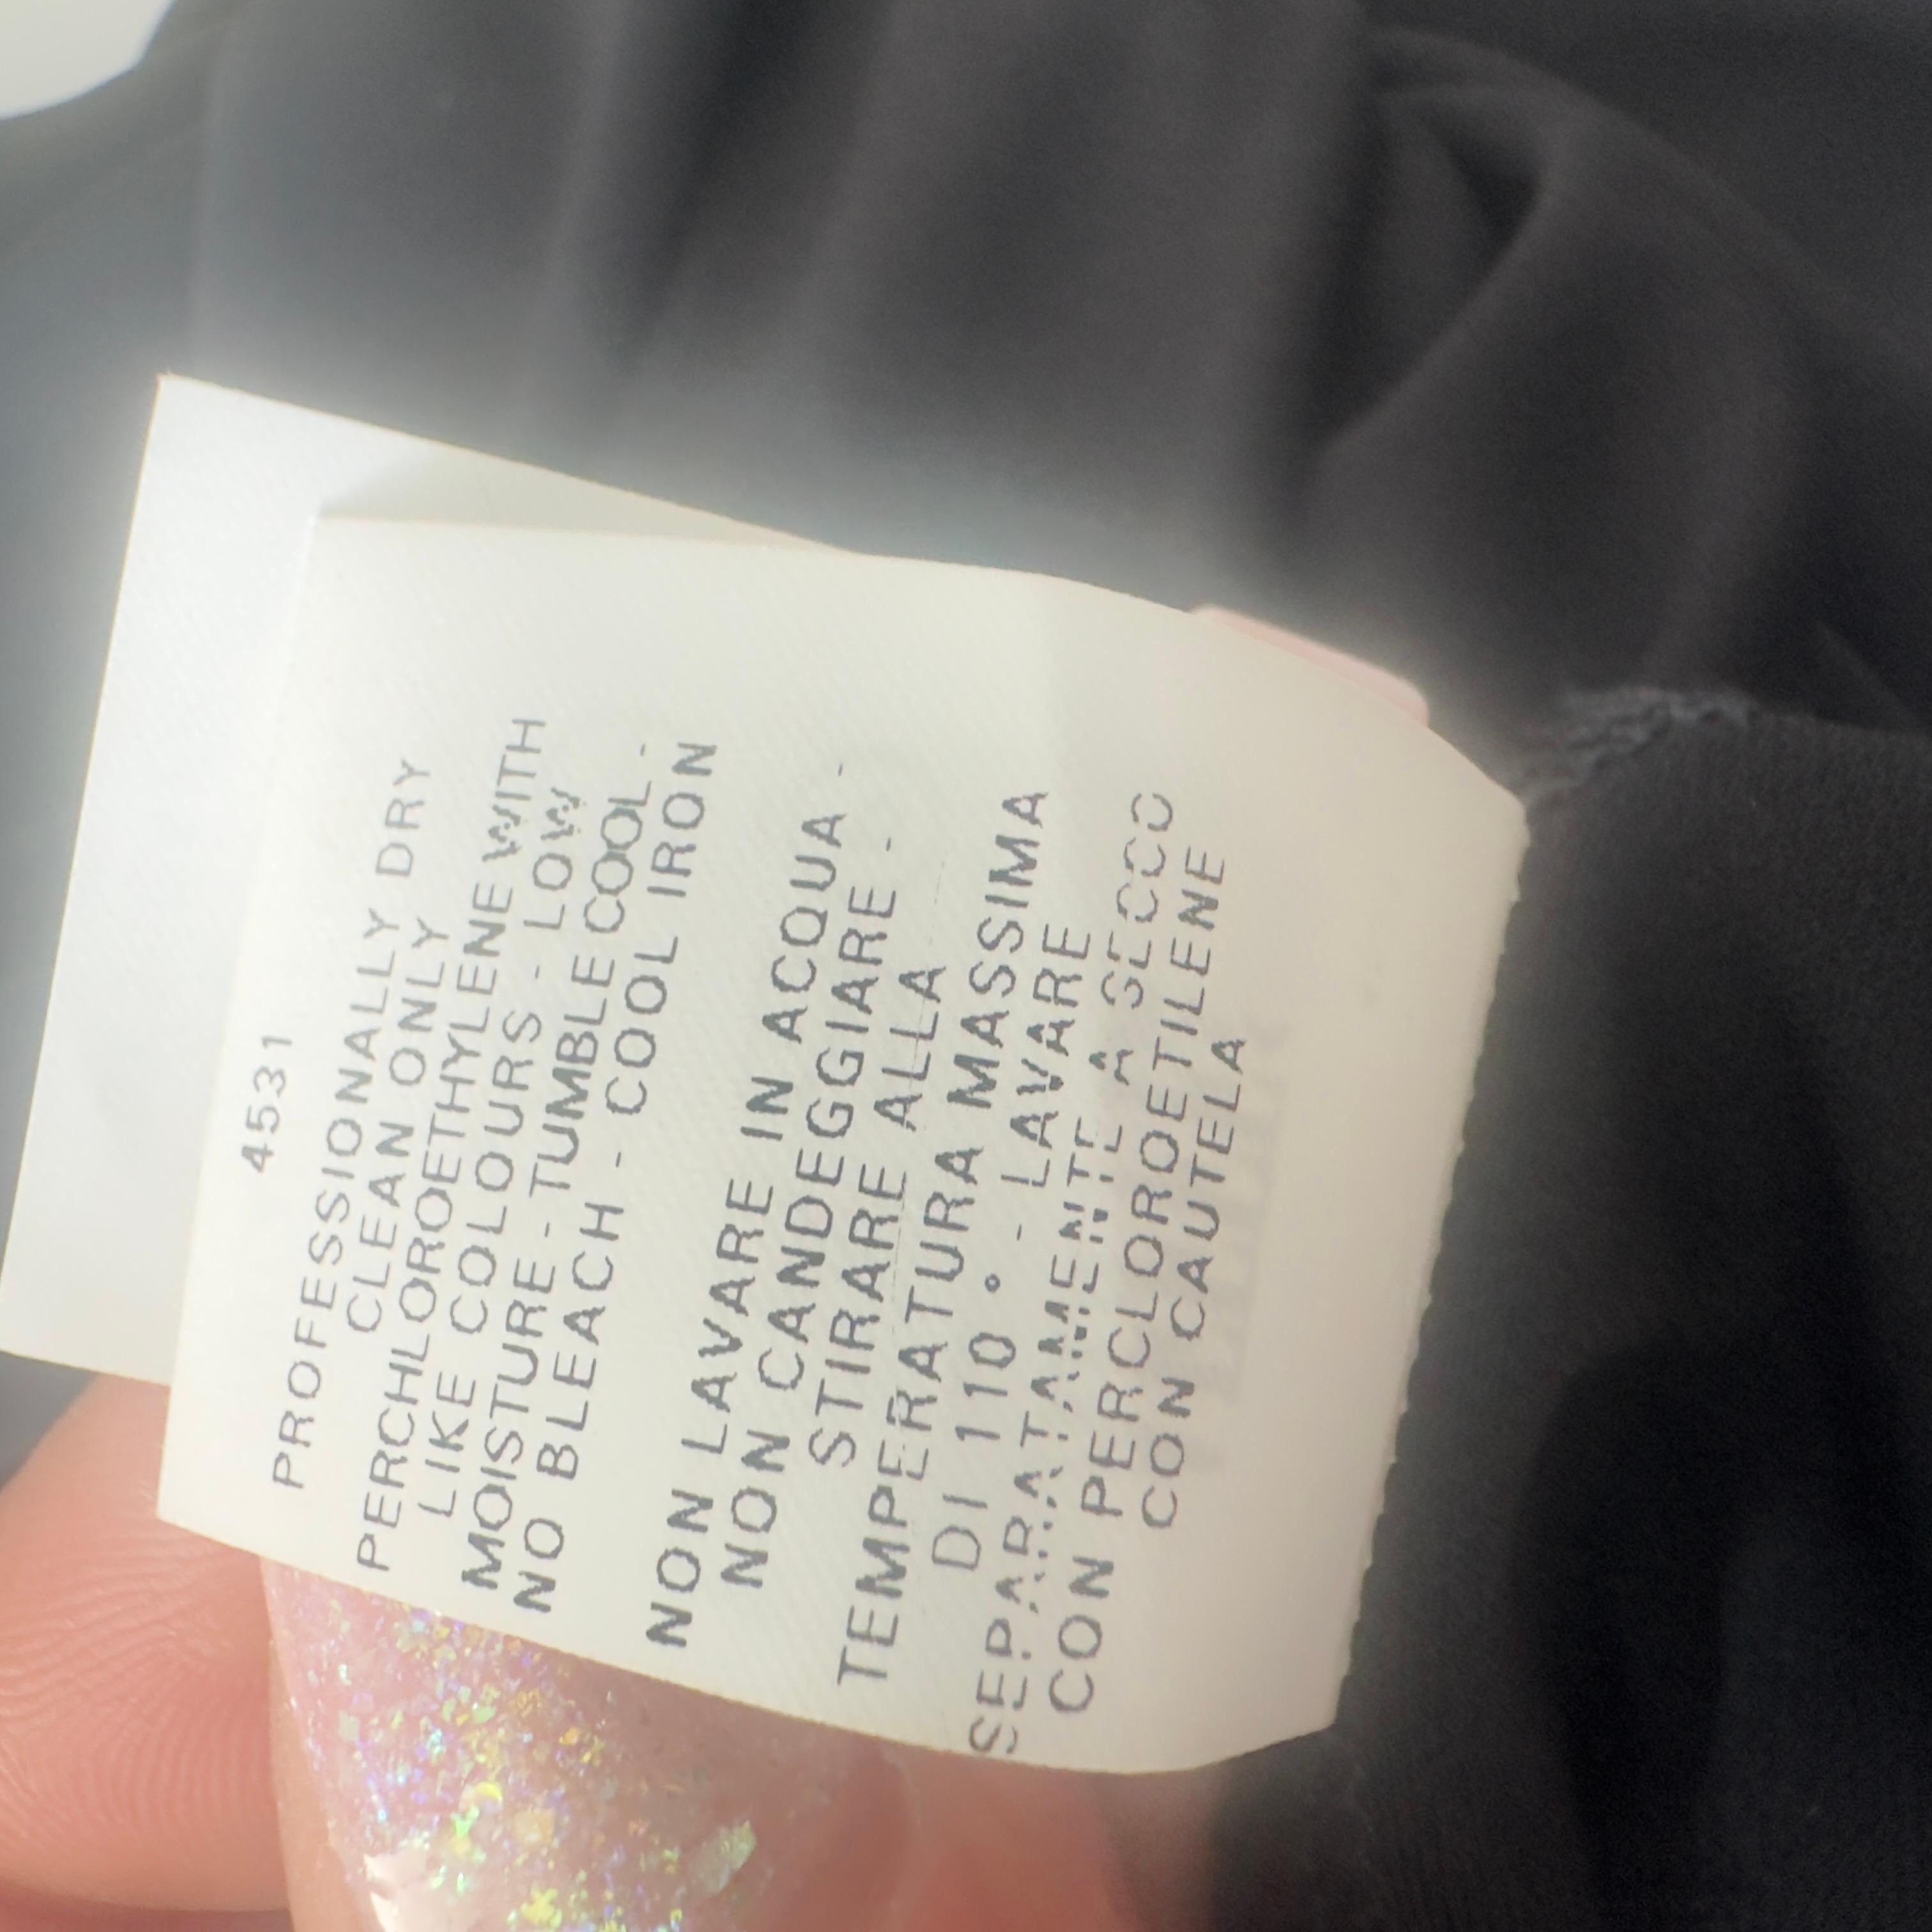 4531
PROFESSIONALLY DRY
CLEAN ONLY
PERCHLOROETHYLENE WITH
LIKE COLOURS - LOW
MOISTURE - TUMBLE COOL -
NO BLEACH - COOL IRON
NON LAVARE IN ACQUA -
NON CANDEGGIARE -
STIRARE ALLA
TEMPERATURA MASSIMA
DI 110 ° - LAVARE
SEPARATAMENTE A SECCO
CON PERCLOROETILENE
CON CAUTELA